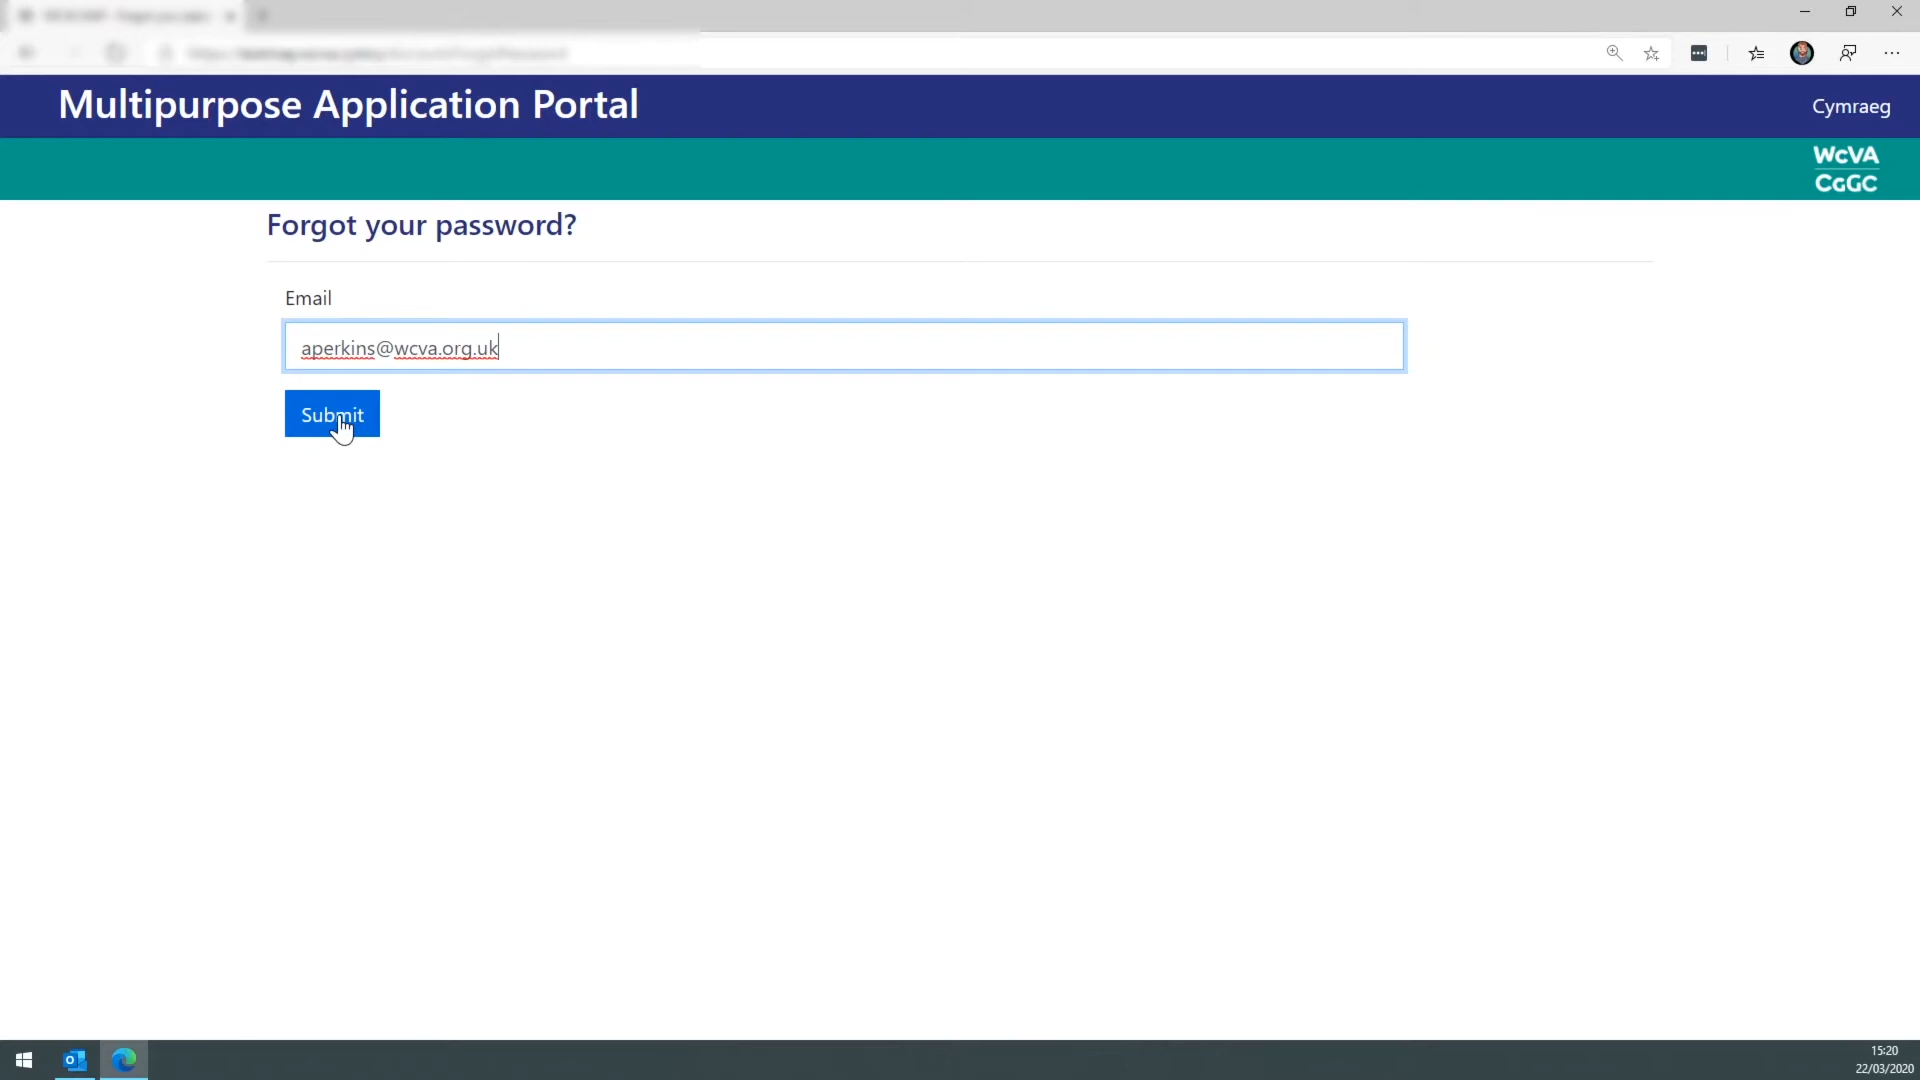 Multipurpose Application Portal
Cymraeg
WCVA
CGGC
Forgot your password?
Email
aperkins@wcva.org.uk
Submit
15:20
22/03/2020